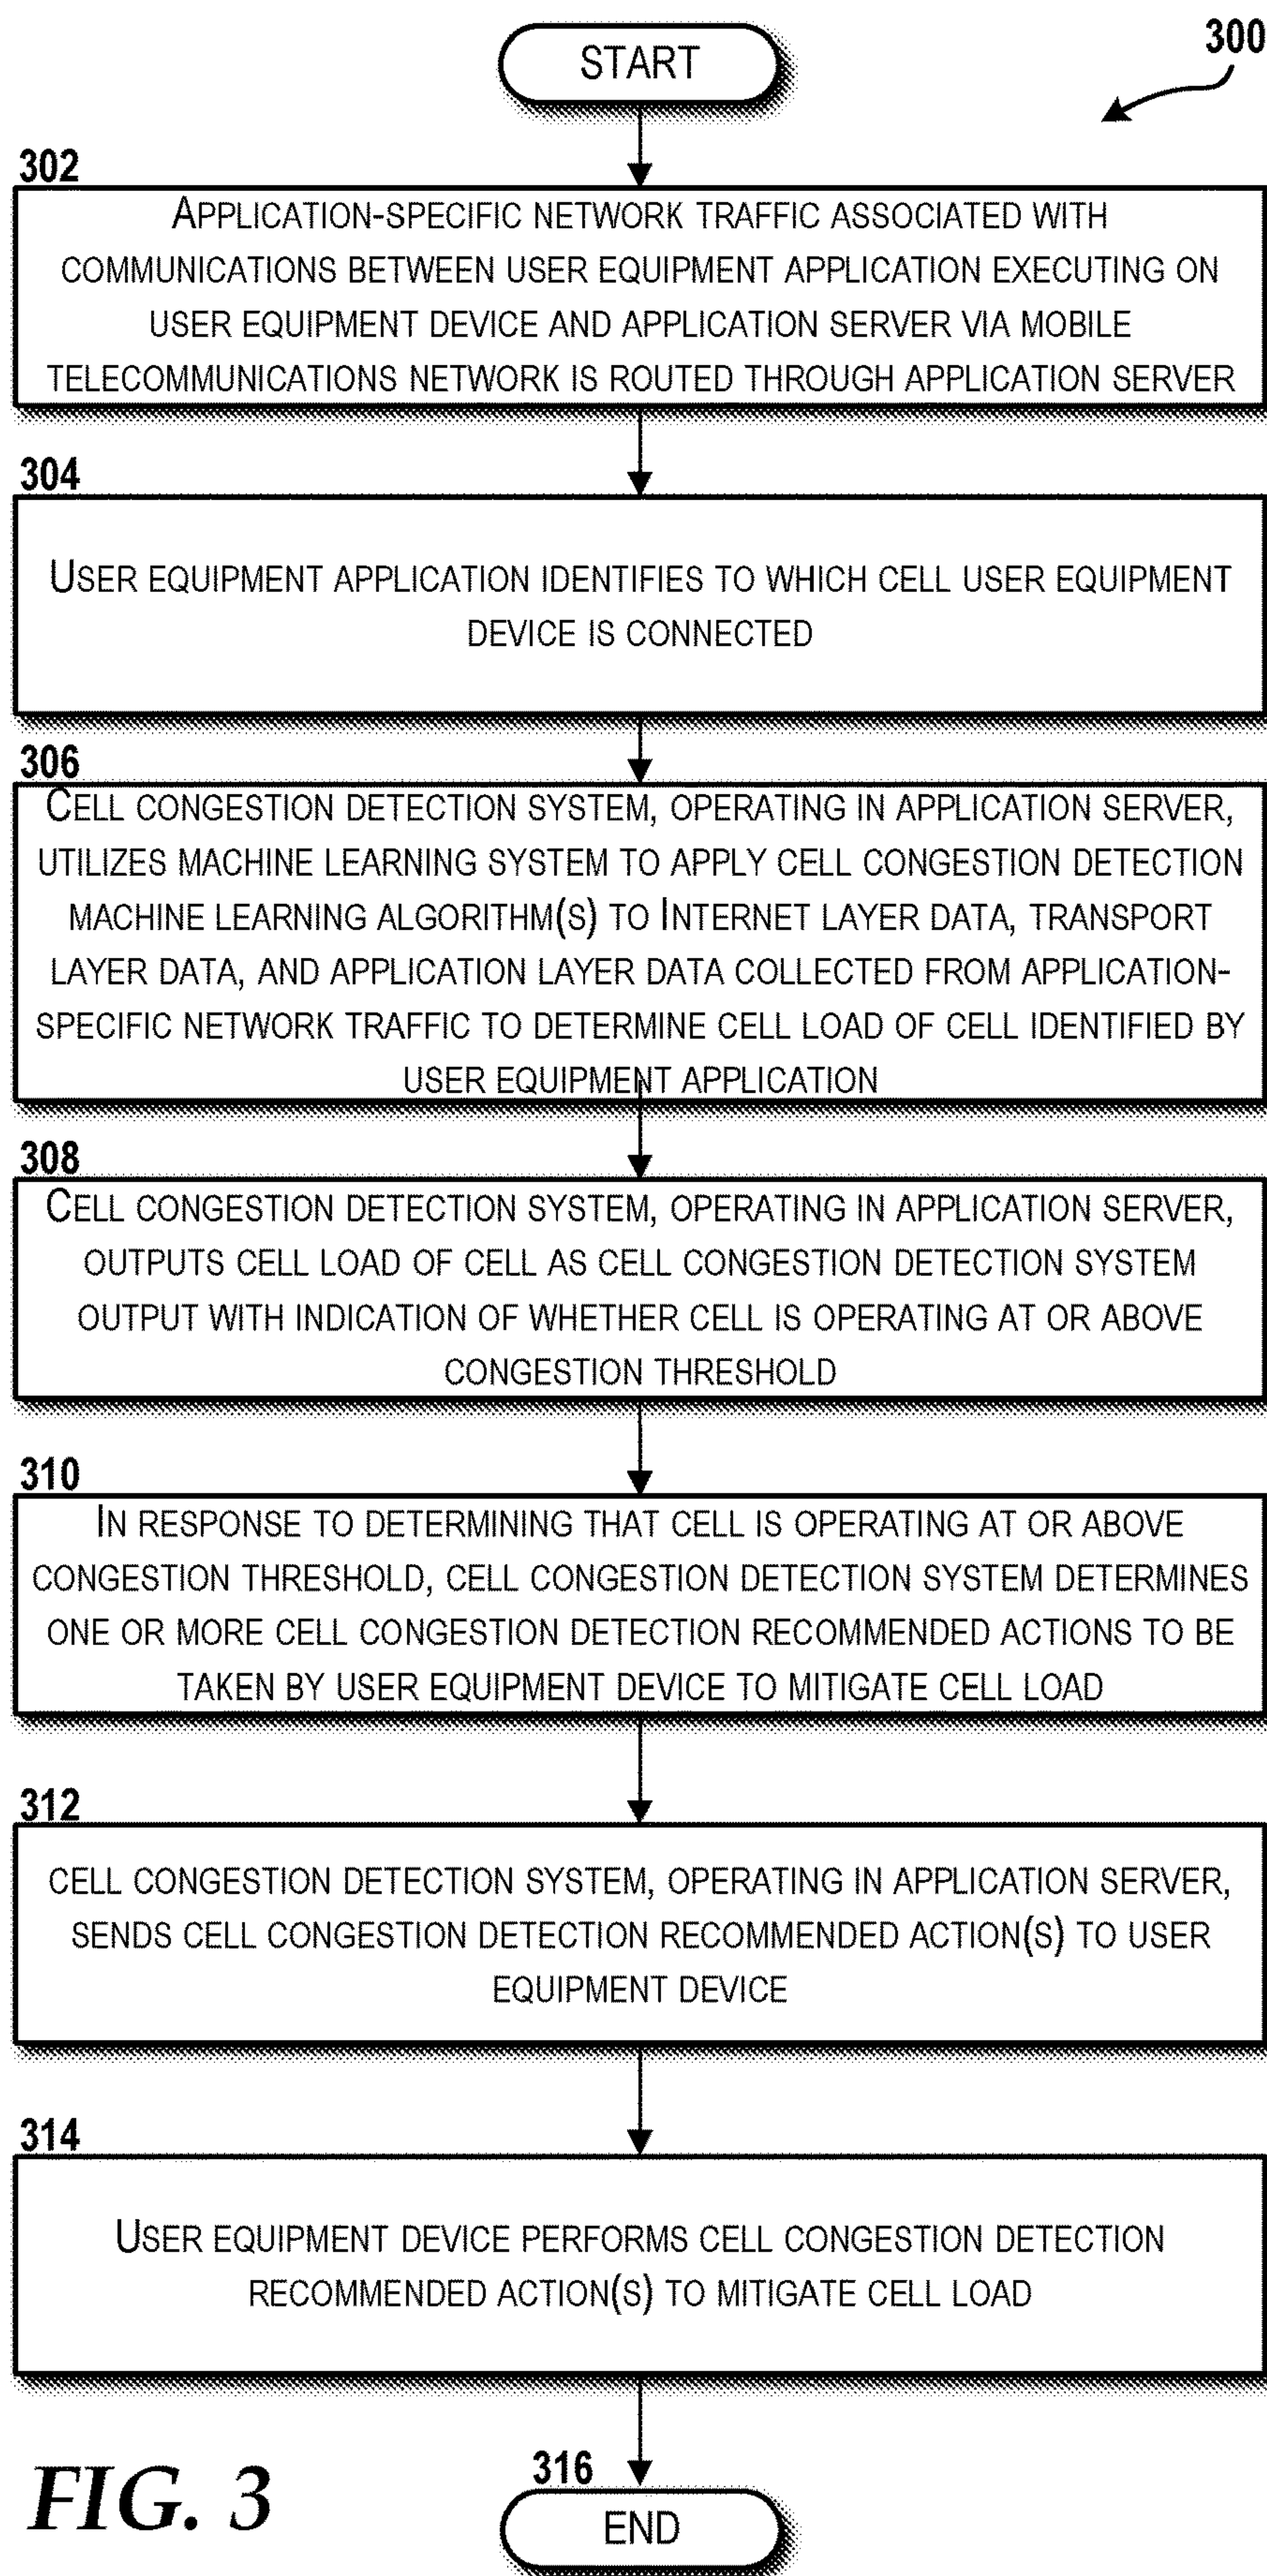 START
300
302
APPLICATION-SPECIFIC NETWORK TRAFFIC ASSOCIATED WITH
COMMUNICATIONS BETWEEN USER EQUIPMENT APPLICATION EXECUTING ON
USER EQUIPMENT DEVICE AND APPLICATION SERVER VIA MOBILE
TELECOMMUNICATIONS NETWORK IS ROUTED THROUGH APPLICATION SERVER
304
USER EQUIPMENT APPLICATION IDENTIFIES TO WHICH CELL USER EQUIPMENT
DEVICE IS CONNECTED
306
CELL CONGESTION DETECTION SYSTEM, OPERATING IN APPLICATION SERVER,
UTILIZES MACHINE LEARNING SYSTEM TO APPLY CELL CONGESTION DETECTION
MACHINE LEARNING ALGORITHM(S) TO INTERNET LAYER DATA, TRANSPORT
LAYER DATA, AND APPLICATION LAYER DATA COLLECTED FROM APPLICATION-
SPECIFIC NETWORK TRAFFIC TO DETERMINE CELL LOAD OF CELL IDENTIFIED BY
USER EQUIPMENT APPLICATION
308
CELL CONGESTION DETECTION SYSTEM, OPERATING IN APPLICATION SERVER,
OUTPUTS CELL LOAD OF CELL AS CELL CONGESTION DETECTION SYSTEM
OUTPUT WITH INDICATION OF WHETHER CELL IS OPERATING AT OR ABOVE
CONGESTION THRESHOLD
310
IN RESPONSE TO DETERMINING THAT CELL IS OPERATING AT OR ABOVE
CONGESTION THRESHOLD, CELL CONGESTION DETECTION SYSTEM DETERMINES
ONE OR MORE CELL CONGESTION DETECTION RECOMMENDED ACTIONS TO BE
TAKEN BY USER EQUIPMENT DEVICE TO MITIGATE CELL LOAD
312
CELL CONGESTION DETECTION SYSTEM, OPERATING IN APPLICATION SERVER,
SENDS CELL CONGESTION DETECTION RECOMMENDED ACTION(S) TO USER
EQUIPMENT DEVICE
314
USER EQUIPMENT DEVICE PERFORMS CELL CONGESTION DETECTION
RECOMMENDED ACTION(S) TO MITIGATE CELL LOAD
316
END
FIG. 3